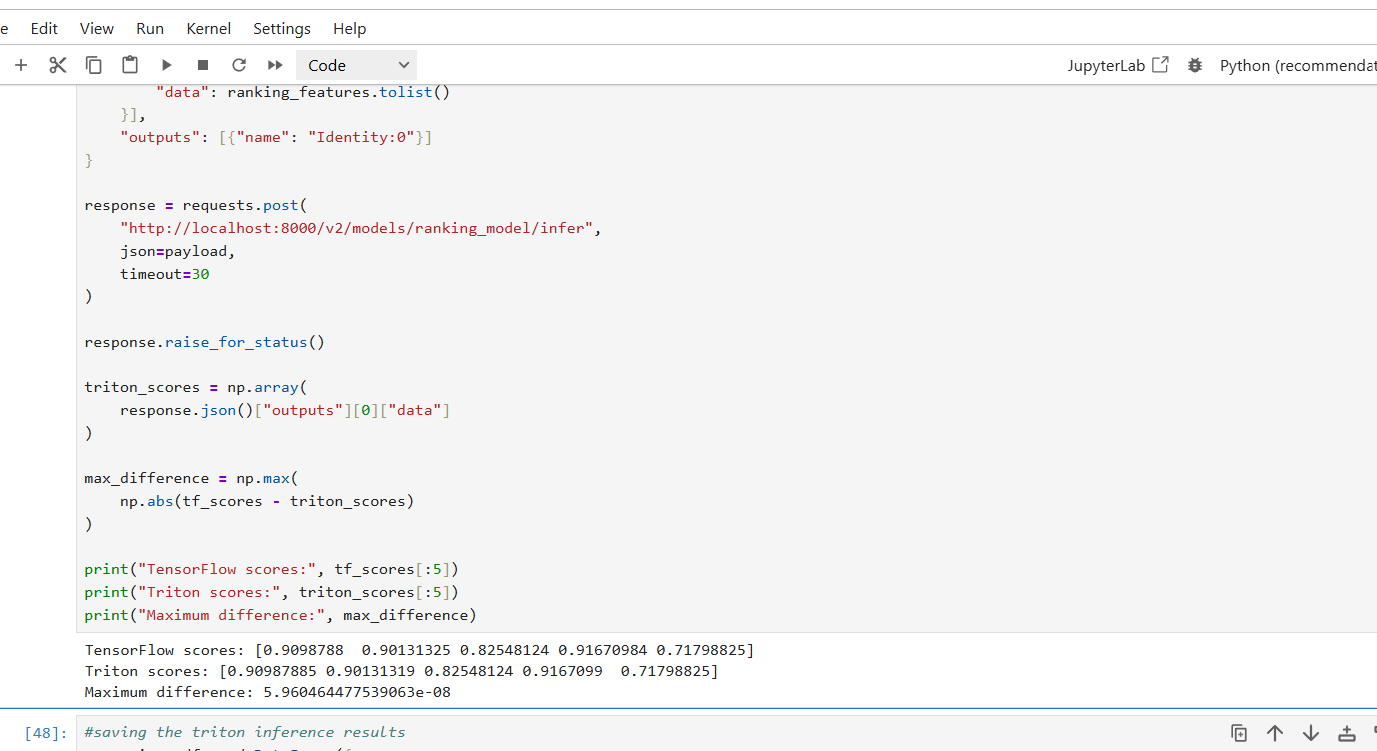 e Edit View Run Kernel Settings Help
Code JupyterLab Python (recommendat
"data": ranking_features.tolist()
}],
"outputs": [{"name": "Identity:0"}]
}
response = requests.post(
"http://localhost:8000/v2/models/ranking_model/infer",
json=payload,
timeout=30
)
response.raise_for_status()
triton_scores = np.array(
response.json()["outputs"][0]["data"]
)
max_difference = np.max(
np.abs(tf_scores - triton_scores)
)
print("TensorFlow scores:", tf_scores[:5])
print("Triton scores:", triton_scores[:5])
print("Maximum difference:", max_difference)
TensorFlow scores: [0.9098788  0.90131325 0.82548124 0.91670984 0.71798825]
Triton scores: [0.90987885 0.90131319 0.82548124 0.9167099  0.71798825]
Maximum difference: 5.960464477539063e-08
[48]: #saving the triton inference results